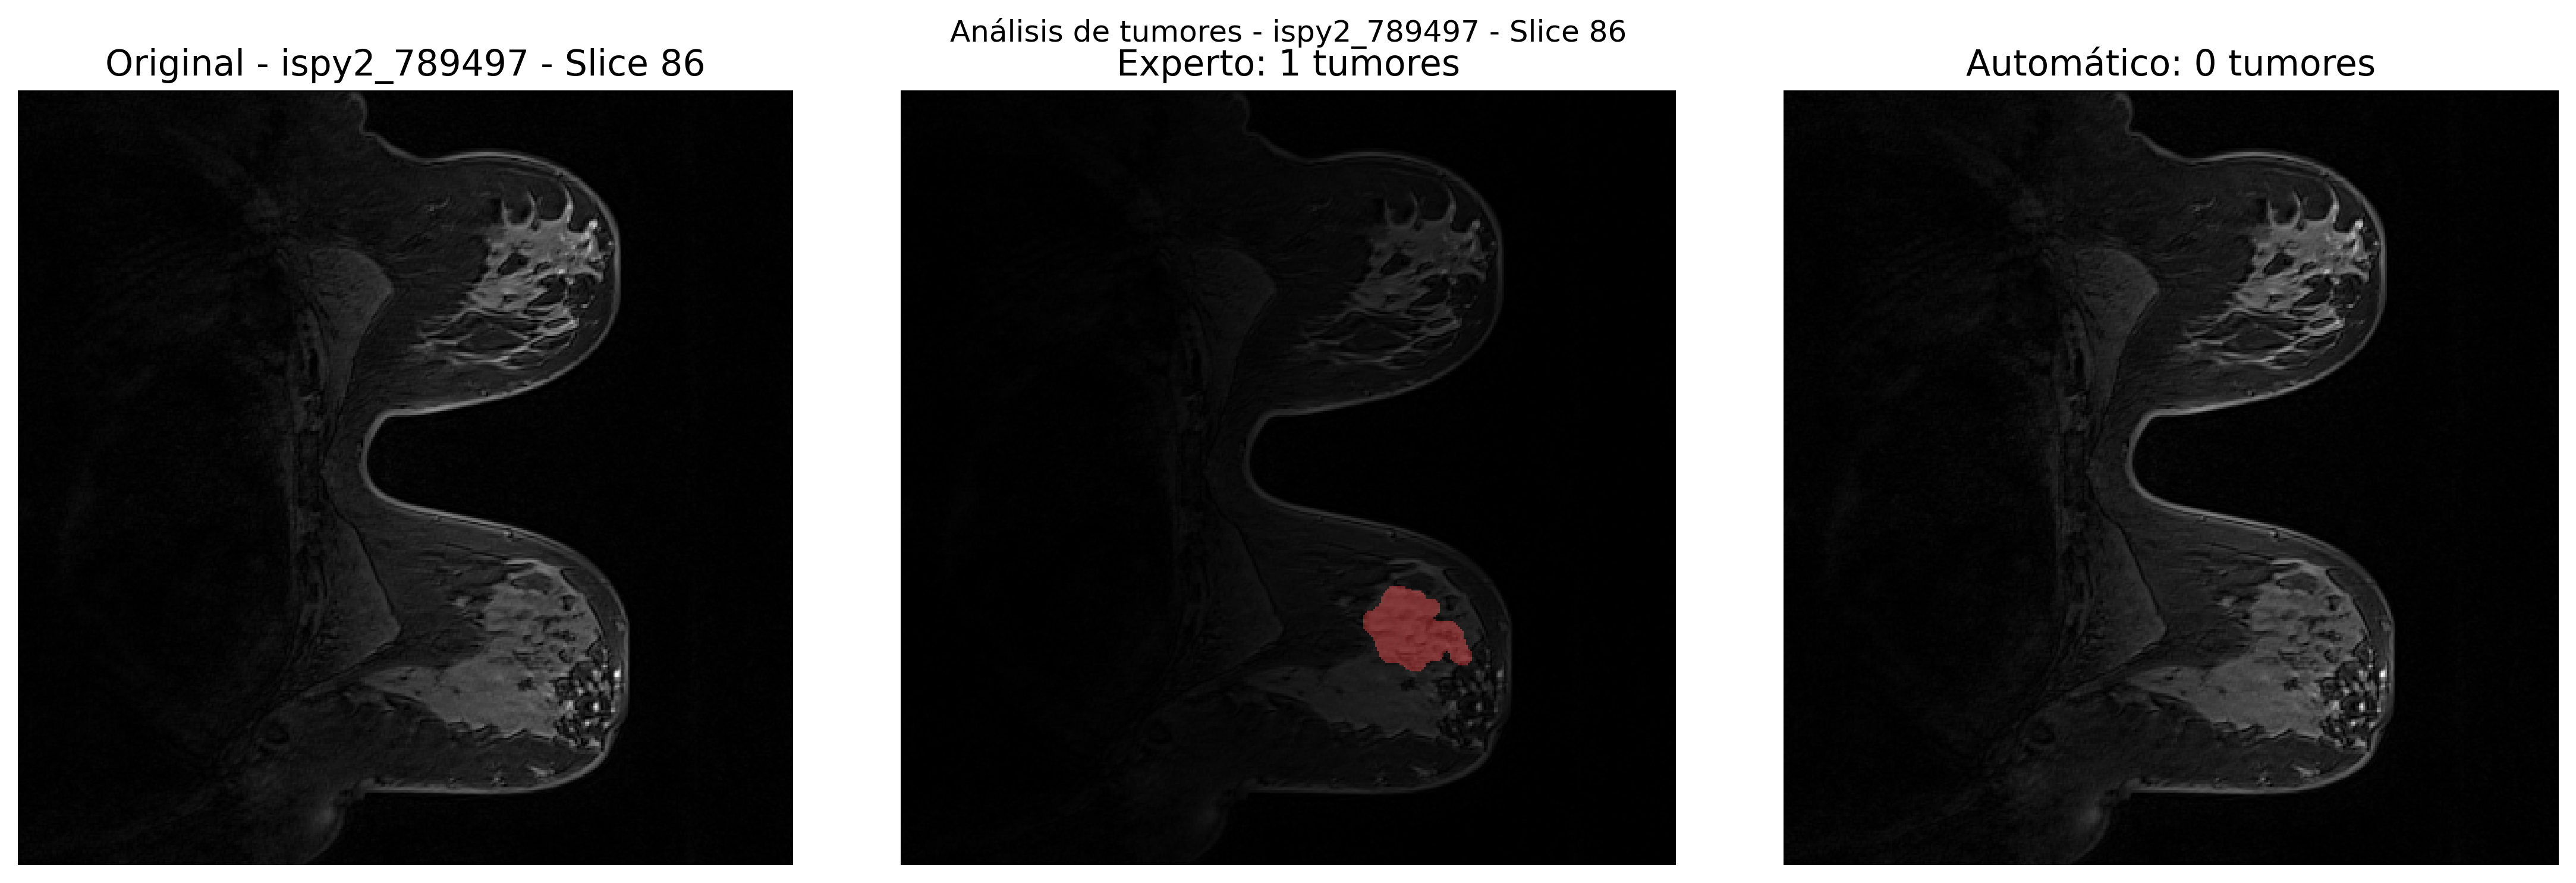 Análisis de tumores - ispy2_789497 - Slice 86
Original - ispy2_789497 - Slice 86
Experto: 1 tumores
Automático: 0 tumores